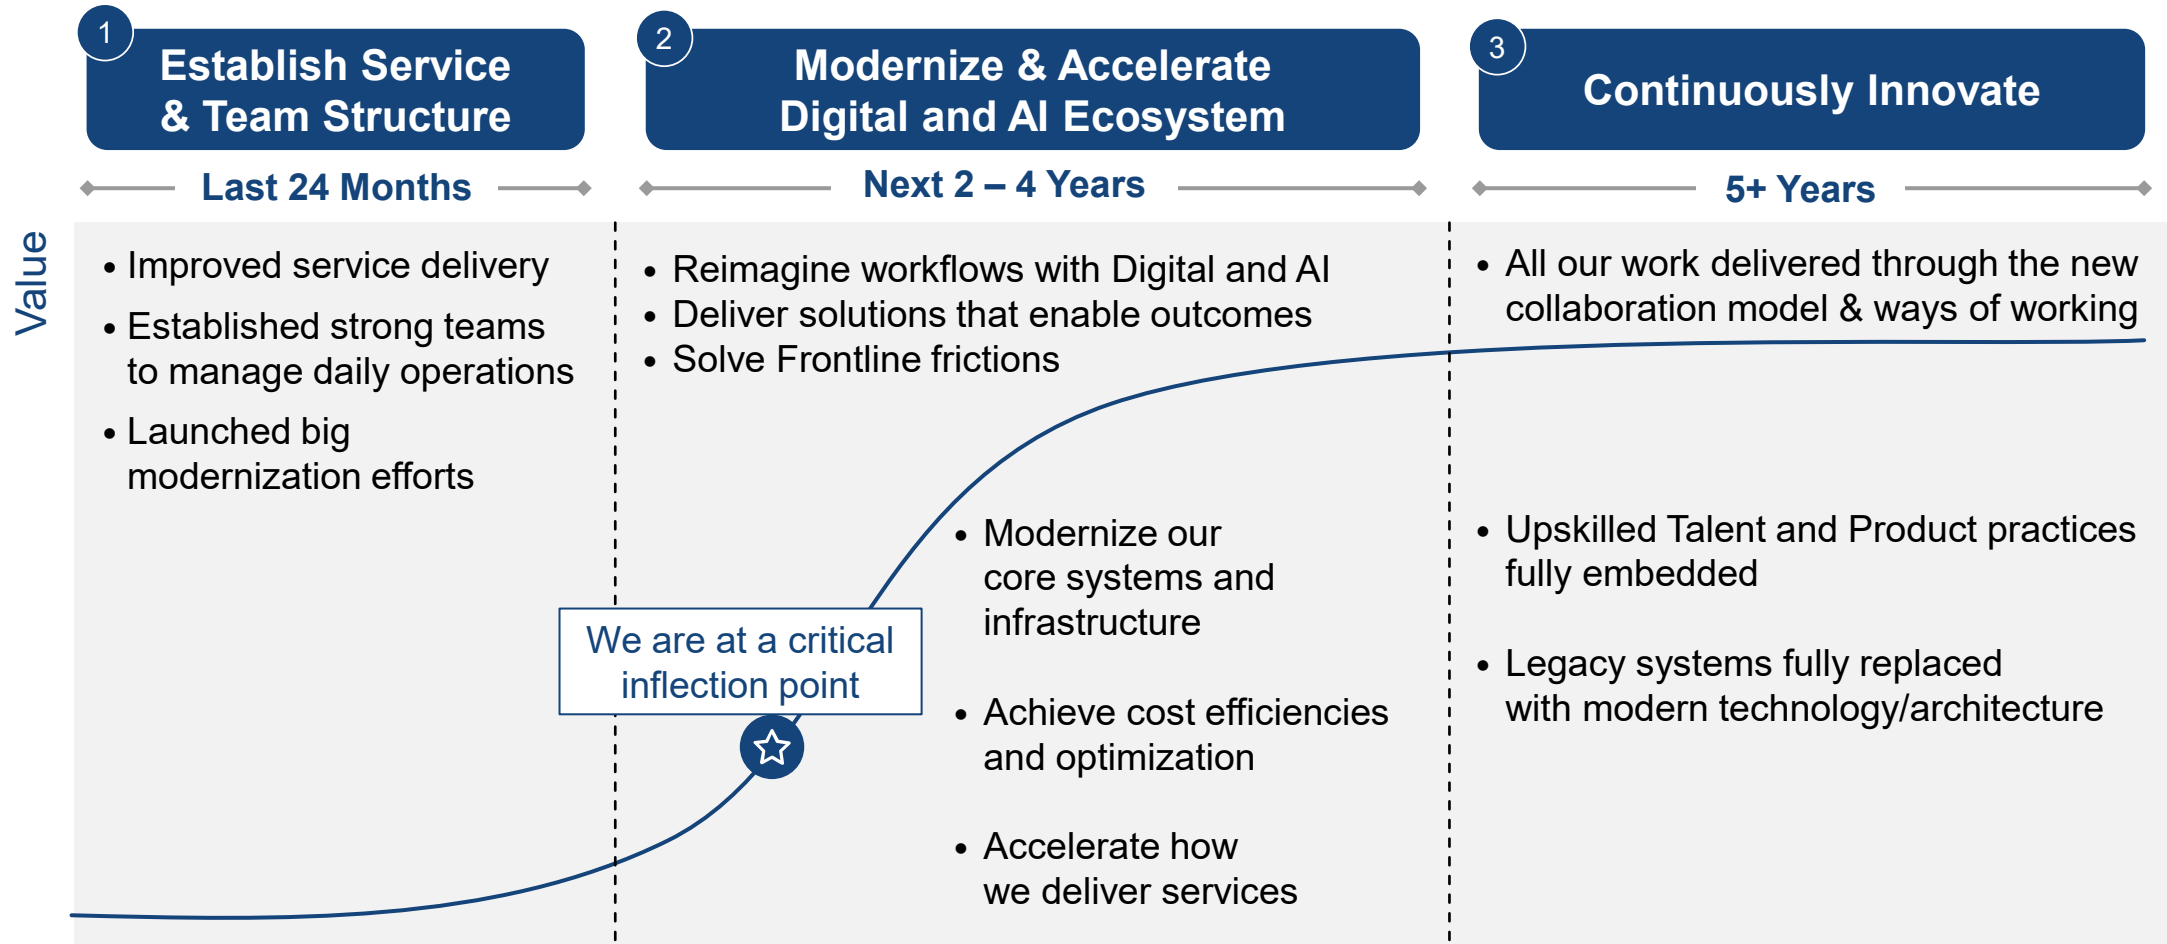 1
Establish Service
& Team Structure
2
Modernize & Accelerate
Digital and AI Ecosystem
3
Continuously Innovate
Last 24 Months
Next 2 – 4 Years
5+ Years
Value
• Improved service delivery
• Established strong teams
to manage daily operations
• Launched big
modernization efforts
• Reimagine workflows with Digital and AI
• Deliver solutions that enable outcomes
• Solve Frontline frictions
We are at a critical
inflection point
• Modernize our
core systems and
infrastructure
• Achieve cost efficiencies
and optimization
• Accelerate how
we deliver services
• All our work delivered through the new
collaboration model & ways of working
• Upskilled Talent and Product practices
fully embedded
• Legacy systems fully replaced
with modern technology/architecture